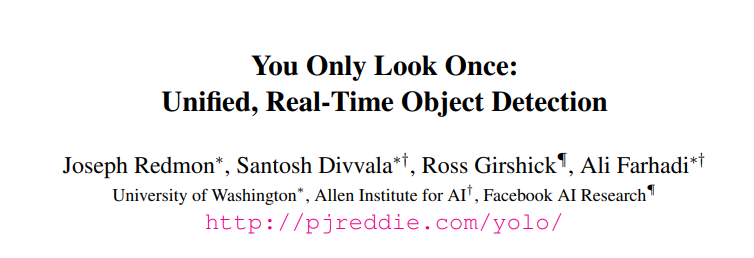 You Only Look Once:
Unified, Real-Time Object Detection
Joseph Redmon*, Santosh Divvala*†, Ross Girshick¶, Ali Farhadi*†
University of Washington*, Allen Institute for AI†, Facebook AI Research¶
http://pjreddie.com/yolo/